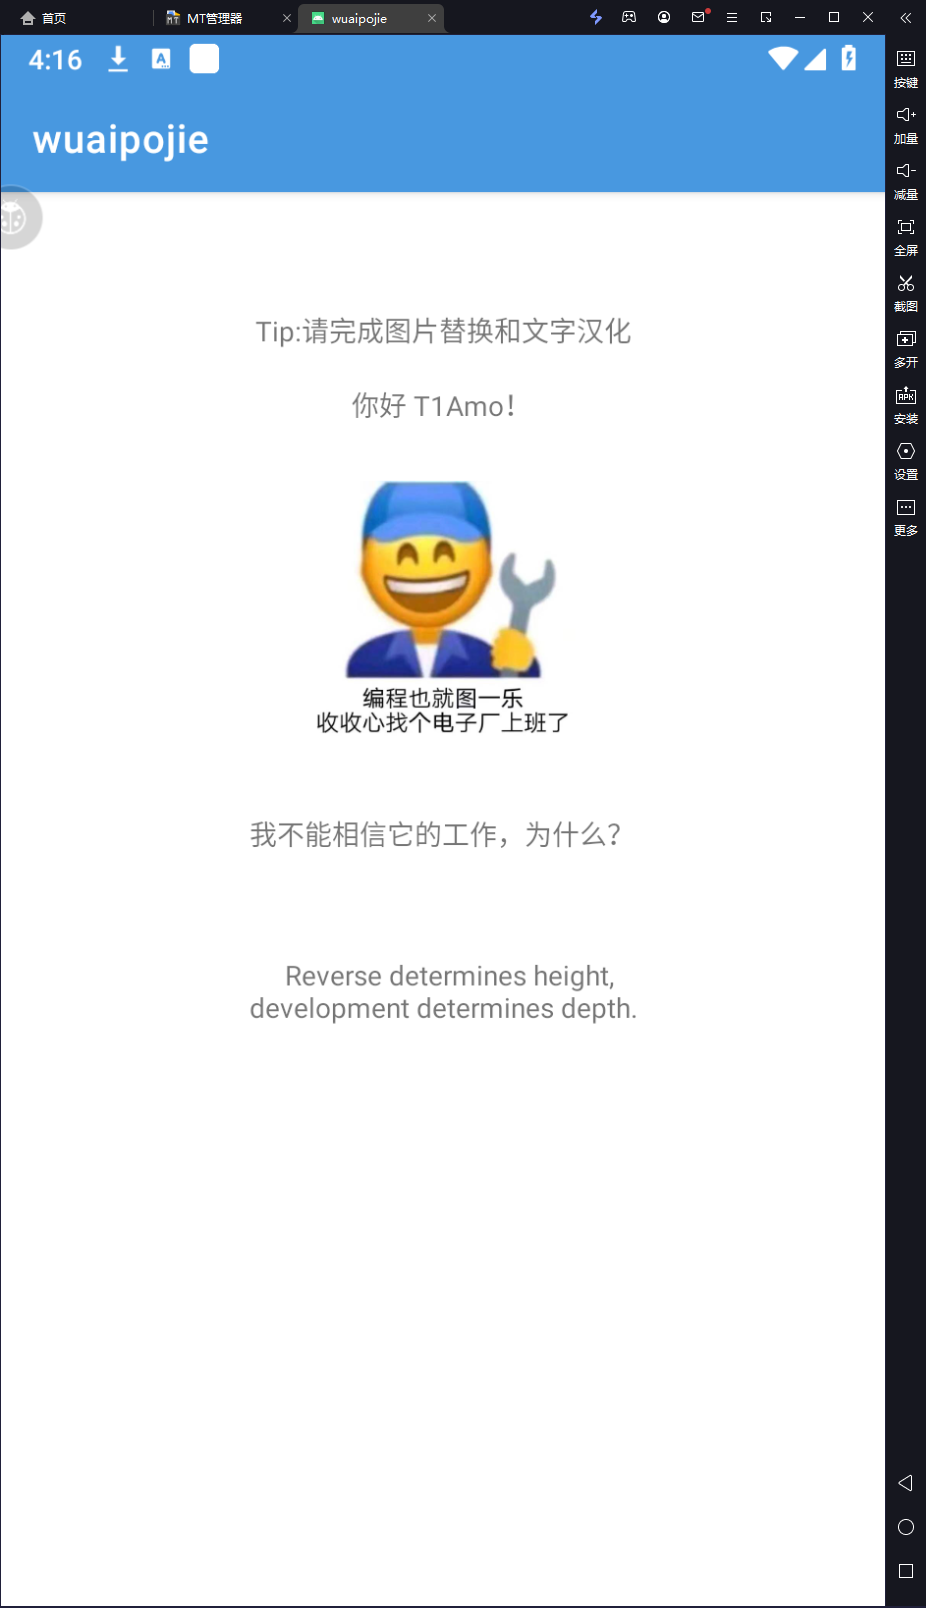 首页
MT管理器
wuaipojie
4:16
A
wuaipojie
Tip:请完成图片替换和文字汉化
你好 T1Amo！
编程也就图一乐
收收心找个电子厂上班了
我不能相信它的工作，为什么？
Reverse determines height,
development determines depth.
按键
加量
减量
全屏
截图
多开
APK
安装
设置
更多